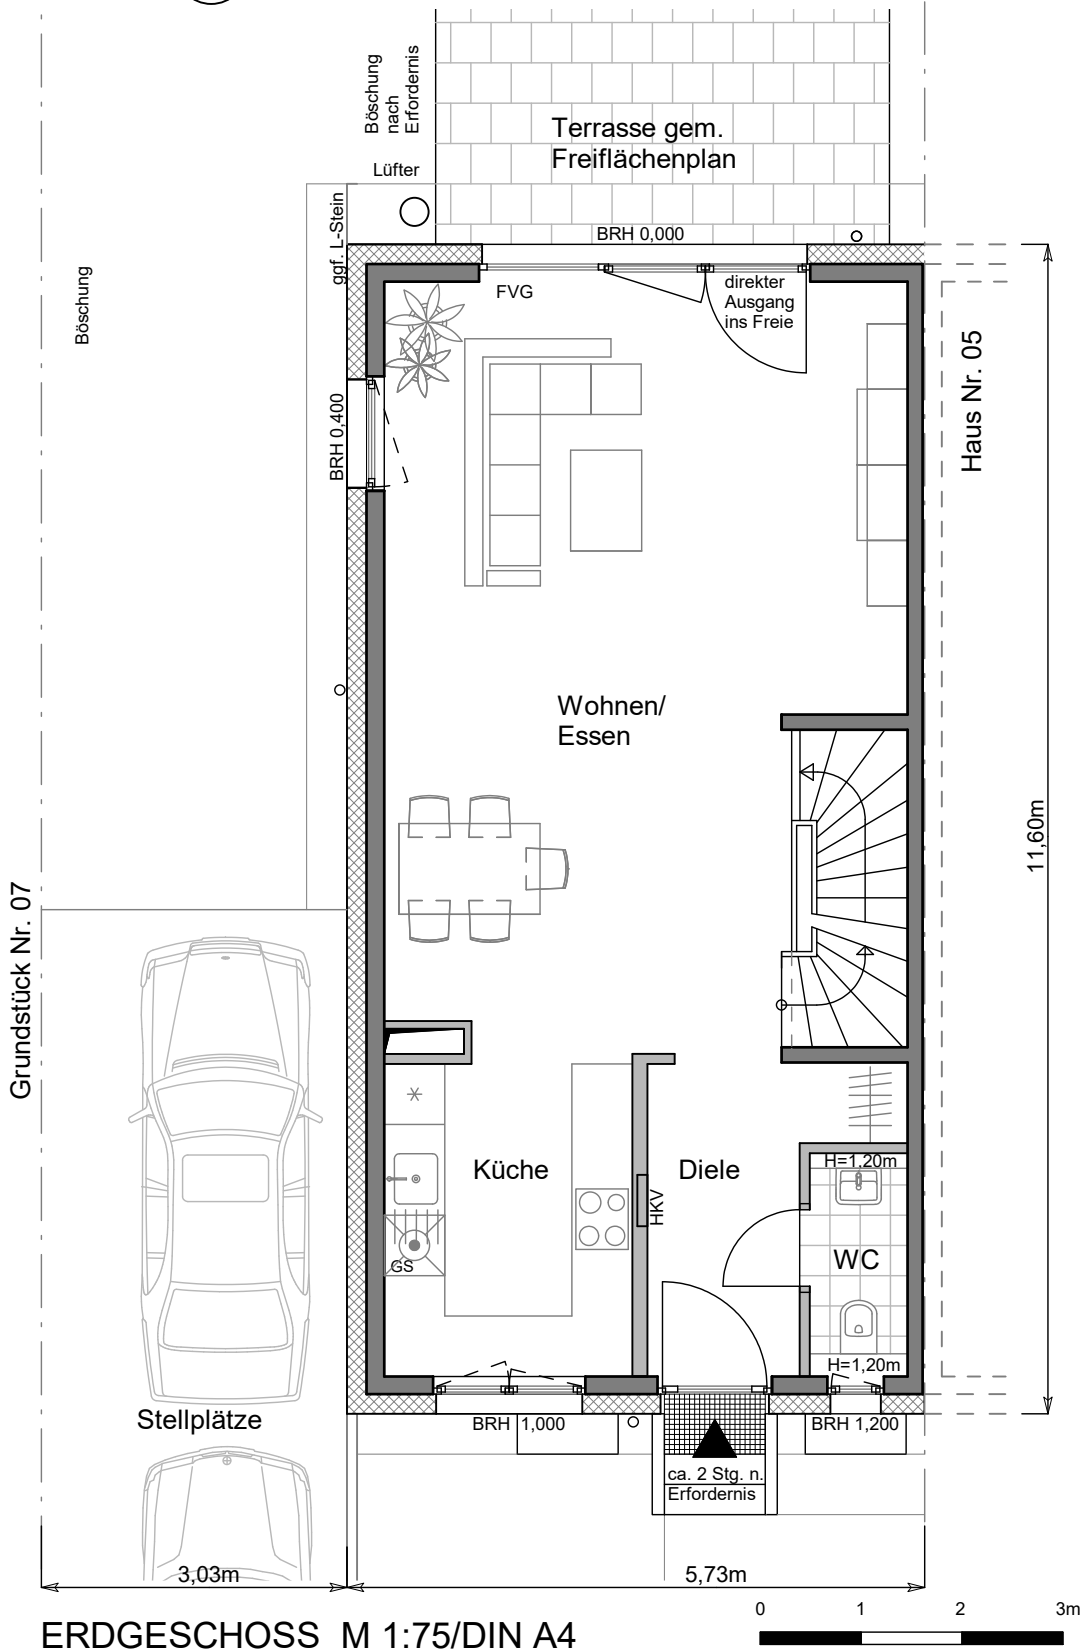 Böschung
nach
Erfordernis
Terrasse gem.
Freiflächenplan
Lüfter
ggf. L-Stein
BRH 0,000
Böschung
FVG
direkter
Ausgang
ins Freie
Haus Nr. 05
BRH 0,400
Wohnen/
Essen
11,60m
Grundstück Nr. 07
Küche
Diele
H=1,20m
HKV
WC
GS
H=1,20m
Stellplätze
BRH 1,000
BRH 1,200
ca. 2 Stg. n.
Erfordernis
3,03m
5,73m
0 1 2 3m
ERDGESCHOSS M 1:75/DIN A4